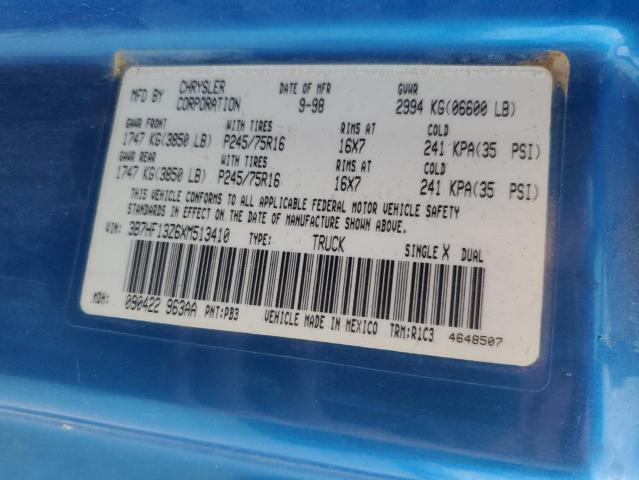 MFD BY CHRYSLER CORPORATION DATE OF MFR 9-98 GVWR 2994 KG(06600 LB)
GAWR FRONT WITH TIRES RIMS AT COLD
1747 KG(3850 LB) P245/75R16 16X7 241 KPA(35 PSI)
GAWR REAR WITH TIRES RIMS AT COLD
1747 KG(3850 LB) P245/75R16 16X7 241 KPA(35 PSI)
THIS VEHICLE CONFORMS TO ALL APPLICABLE FEDERAL MOTOR VEHICLE SAFETY
STANDARDS IN EFFECT ON THE DATE OF MANUFACTURE SHOWN ABOVE.
VIN: 3B7HF13Z6XM513410 TYPE: TRUCK SINGLE X DUAL
MDH: 090422 963AA PNT:PB3 VEHICLE MADE IN MEXICO TRM:R1C3 4648507